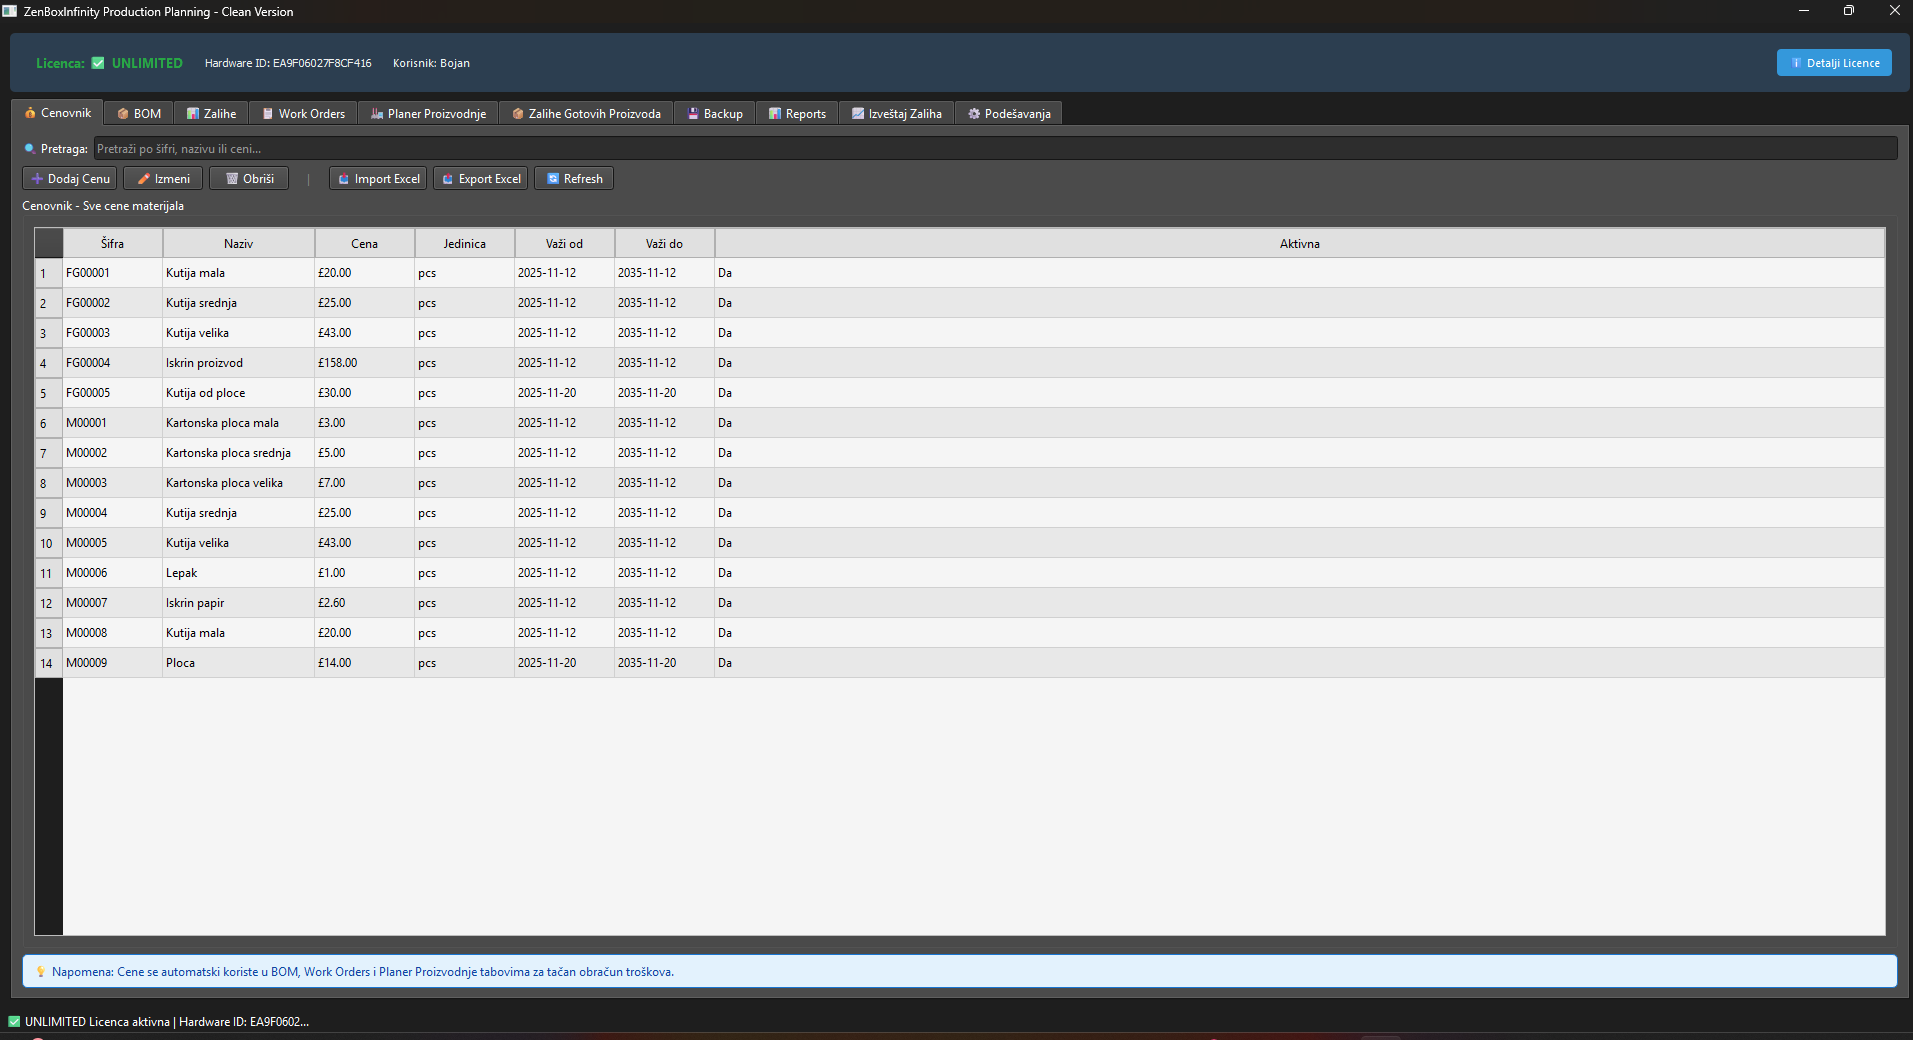 ZenBoxInfinity Production Planning - Clean Version
Licenca: ✅ UNLIMITED Hardware ID: EA9F06027F8CF416 Korisnik: Bojan Detalji Licence
Cenovnik BOM Zalihe Work Orders Planer Proizvodnje Zalihe Gotovih Proizvoda Backup Reports Izveštaj Zaliha Podešavanja
Pretraga: Pretraži po šifri, nazivu ili ceni...
Dodaj Cenu Izmeni Obriši | Import Excel Export Excel Refresh
Cenovnik - Sve cene materijala
Šifra Naziv Cena Jedinica Važi od Važi do Aktivna
1 FG00001 Kutija mala £20.00 pcs 2025-11-12 2035-11-12 Da
2 FG00002 Kutija srednja £25.00 pcs 2025-11-12 2035-11-12 Da
3 FG00003 Kutija velika £43.00 pcs 2025-11-12 2035-11-12 Da
4 FG00004 Iskrin proizvod £158.00 pcs 2025-11-12 2035-11-12 Da
5 FG00005 Kutija od ploce £30.00 pcs 2025-11-20 2035-11-20 Da
6 M00001 Kartonska ploca mala £3.00 pcs 2025-11-12 2035-11-12 Da
7 M00002 Kartonska ploca srednja £5.00 pcs 2025-11-12 2035-11-12 Da
8 M00003 Kartonska ploca velika £7.00 pcs 2025-11-12 2035-11-12 Da
9 M00004 Kutija srednja £25.00 pcs 2025-11-12 2035-11-12 Da
10 M00005 Kutija velika £43.00 pcs 2025-11-12 2035-11-12 Da
11 M00006 Lepak £1.00 pcs 2025-11-12 2035-11-12 Da
12 M00007 Iskrin papir £2.60 pcs 2025-11-12 2035-11-12 Da
13 M00008 Kutija mala £20.00 pcs 2025-11-12 2035-11-12 Da
14 M00009 Ploca £14.00 pcs 2025-11-20 2035-11-20 Da
Napomena: Cene se automatski koriste u BOM, Work Orders i Planer Proizvodnje tabovima za tačan obračun troškova.
✅ UNLIMITED Licenca aktivna | Hardware ID: EA9F0602...